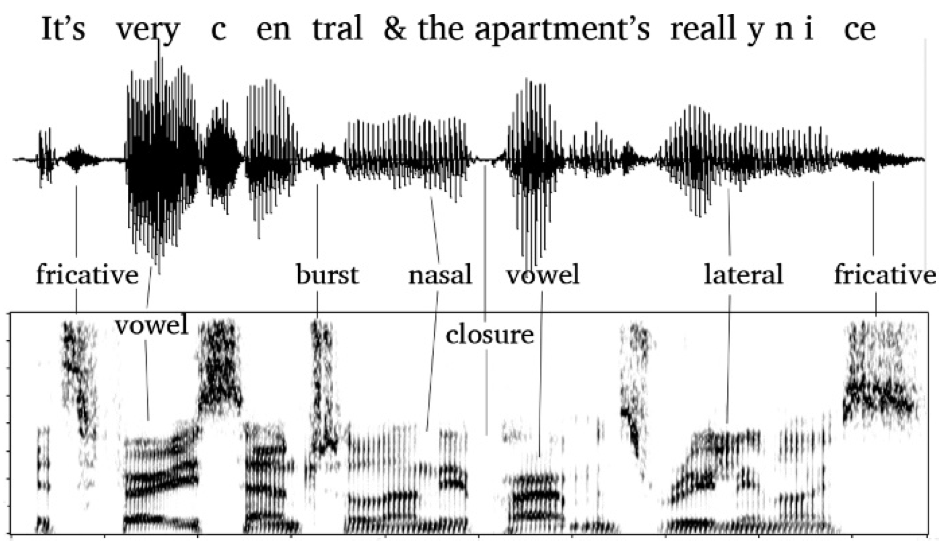 It's very c en tral & the apartment's reall y n i ce
fricative burst nasal vowel lateral fricative
vowel closure